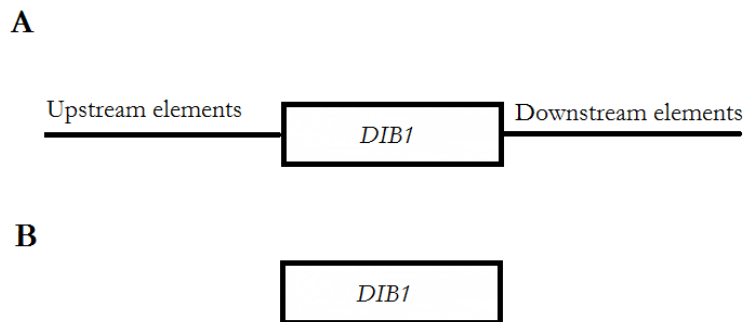 A
Upstream elements
DIB1
Downstream elements
B
DIB1